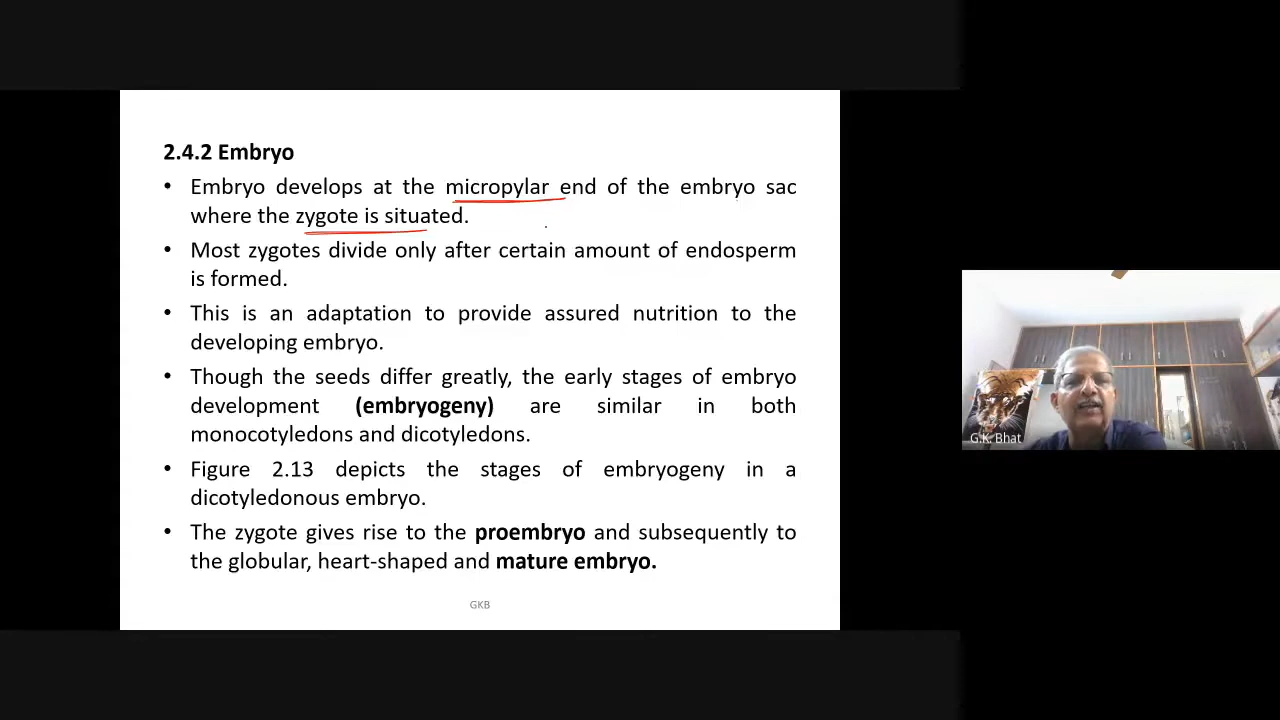 2.4.2 Embryo
• Embryo develops at the micropylar end of the embryo sac
where the zygote is situated.
• Most zygotes divide only after certain amount of endosperm
is formed.
• This is an adaptation to provide assured nutrition to the
developing embryo.
• Though the seeds differ greatly, the early stages of embryo
development (embryogeny) are similar in both
monocotyledons and dicotyledons.
• Figure 2.13 depicts the stages of embryogeny in a
dicotyledonous embryo.
• The zygote gives rise to the proembryo and subsequently to
the globular, heart-shaped and mature embryo.
GKB
G.K. Bhat